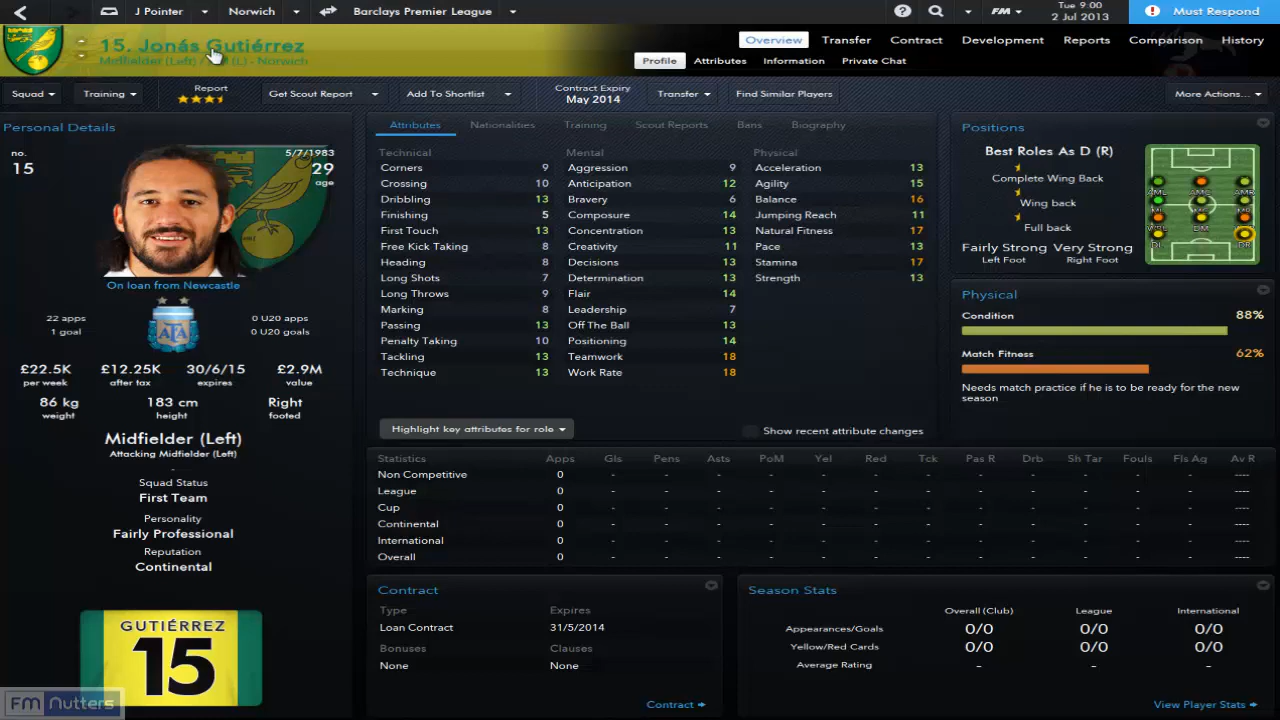 J Pointer
Norwich
Barclays Premier League
FM
Tue 9:00
2 Jul 2013
Must Respond
15. Jonás Gutiérrez
Midfielder (Left) / (L) - Norwich
Overview
Transfer
Contract
Development
Reports
Comparison
History
Profile
Attributes
Information
Private Chat
Squad
Training
Report
Get Scout Report
Add To Shortlist
Contract Expiry
May 2014
Transfer
Find Similar Players
More Actions...
Personal Details
no.
15
5/7/1983
29
age
On loan from Newcastle
22 apps
1 goal
AFA
0 U20 apps
0 U20 goals
£22.5K per week
£12.25K after tax
30/6/15 expires
£2.9M value
86 kg weight
183 cm height
Right footed
Midfielder (Left)
Attacking Midfielder (Left)
Squad Status
First Team
Personality
Fairly Professional
Reputation
Continental
GUTIÉRREZ
15
FM Nutters
Attributes
Nationalities
Training
Scout Reports
Bans
Biography
Technical
Corners 9
Crossing 10
Dribbling 13
Finishing 5
First Touch 13
Free Kick Taking 8
Heading 8
Long Shots 7
Long Throws 9
Marking 8
Passing 13
Penalty Taking 10
Tackling 13
Technique 13
Mental
Aggression 9
Anticipation 12
Bravery 6
Composure 14
Concentration 13
Creativity 11
Decisions 13
Determination 13
Flair 14
Leadership 7
Off The Ball 13
Positioning 14
Teamwork 18
Work Rate 18
Physical
Acceleration 13
Agility 15
Balance 16
Jumping Reach 11
Natural Fitness 17
Pace 13
Stamina 17
Strength 13
Highlight key attributes for role
Show recent attribute changes
Statistics Apps Gls Pens Asts PoM Yel Red Tck Pas R Drb Sh Tar Fouls Fls Ag Av R
Non Competitive 0 - - - - - - - - - - - - ----
League 0 - - - - - - - - - - - - ----
Cup 0 - - - - - - - - - - - - ----
Continental 0 - - - - - - - - - - - - ----
International 0 - - - - - - - - - - - - ----
Overall 0 - - - - - - - - - - - - ----
Contract
Type
Loan Contract
Expires
31/5/2014
Bonuses
None
Clauses
None
Contract
Season Stats
Overall (Club) League International
Appearances/Goals 0/0 0/0 0/0
Yellow/Red Cards 0/0 0/0 0/0
Average Rating - - -
View Player Stats
Positions
Best Roles As D (R)
Complete Wing Back
Wing back
Full back
Fairly Strong
Left Foot
Very Strong
Right Foot
AML AMC AMR
DM
DL DR
Physical
Condition 88%
Match Fitness 62%
Needs match practice if he is to be ready for the new
season